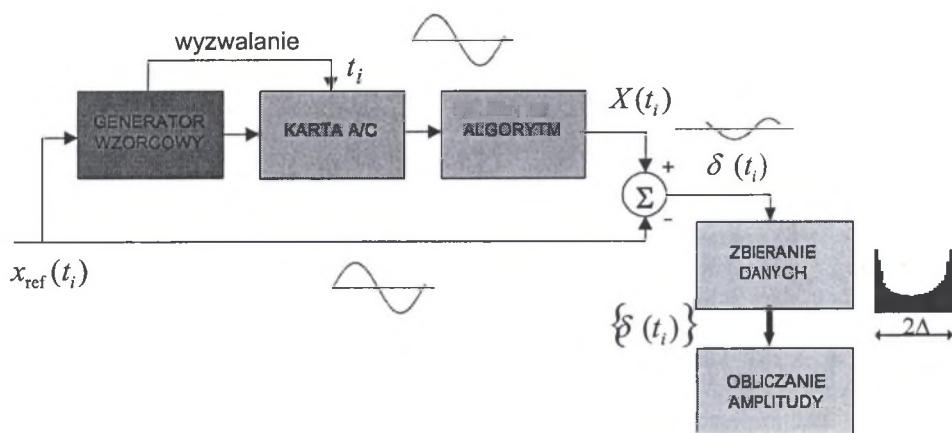 wyzwalanie
t_i
GENERATOR
WZORCOWY
KARTA A/C
ALGORYTM
X(t_i)
+
Σ
-
δ (t_i)
x_ref(t_i)
ZBIERANIE
DANYCH
2Δ
{δ (t_i)}
OBLICZANIE
AMPLITUDY